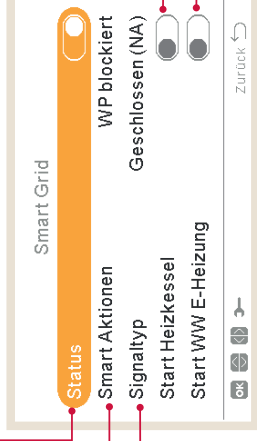 Smart Grid
Status
Smart Aktionen WP blockiert
Signaltyp Geschlossen (NA)
Start Heizkessel
Start WW E-Heizung
OK Zurück